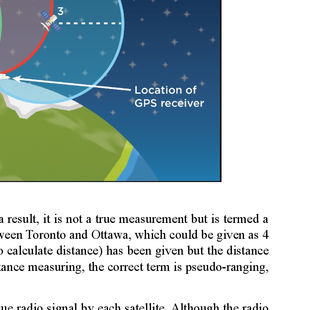 3
Location of
GPS receiver
a result, it is not a true measurement but is termed a
ween Toronto and Ottawa, which could be given as 4
o calculate distance) has been given but the distance
tance measuring, the correct term is pseudo-ranging,
ue radio signal by each satellite. Although the radio